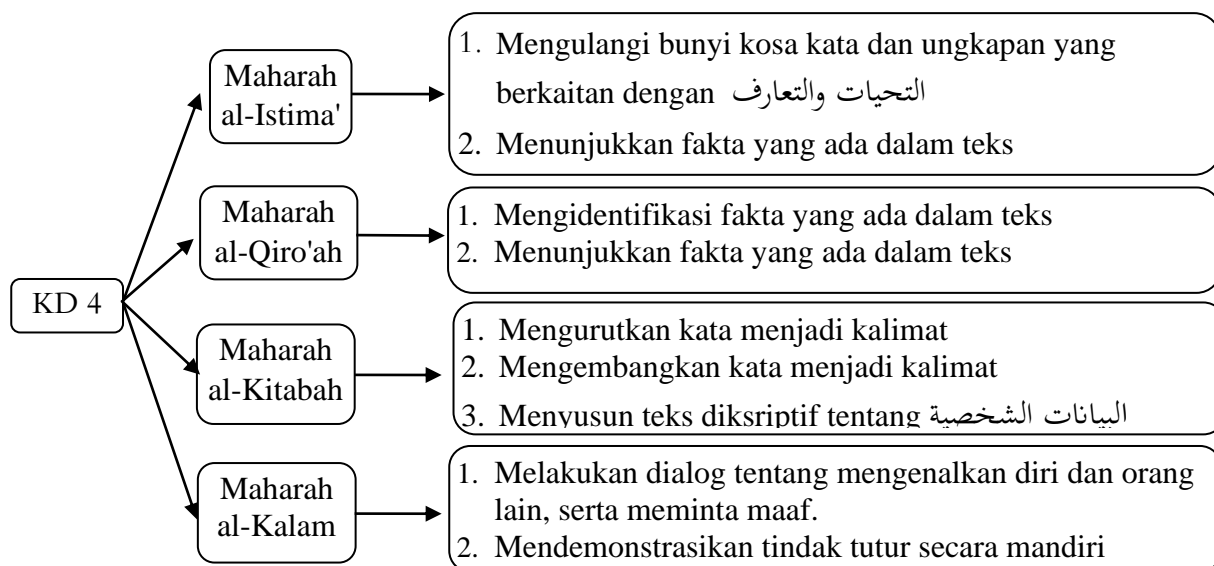 KD 4
Maharah
al-Istima'
1. Mengulangi bunyi kosa kata dan ungkapan yang
berkaitan dengan التحيات والتعارف
2. Menunjukkan fakta yang ada dalam teks
Maharah
al-Qiro'ah
1. Mengidentifikasi fakta yang ada dalam teks
2. Menunjukkan fakta yang ada dalam teks
Maharah
al-Kitabah
1. Mengurutkan kata menjadi kalimat
2. Mengembangkan kata menjadi kalimat
3. Menyusun teks diksriptif tentang البيانات الشخصية
Maharah
al-Kalam
1. Melakukan dialog tentang mengenalkan diri dan orang
lain, serta meminta maaf.
2. Mendemonstrasikan tindak tutur secara mandiri